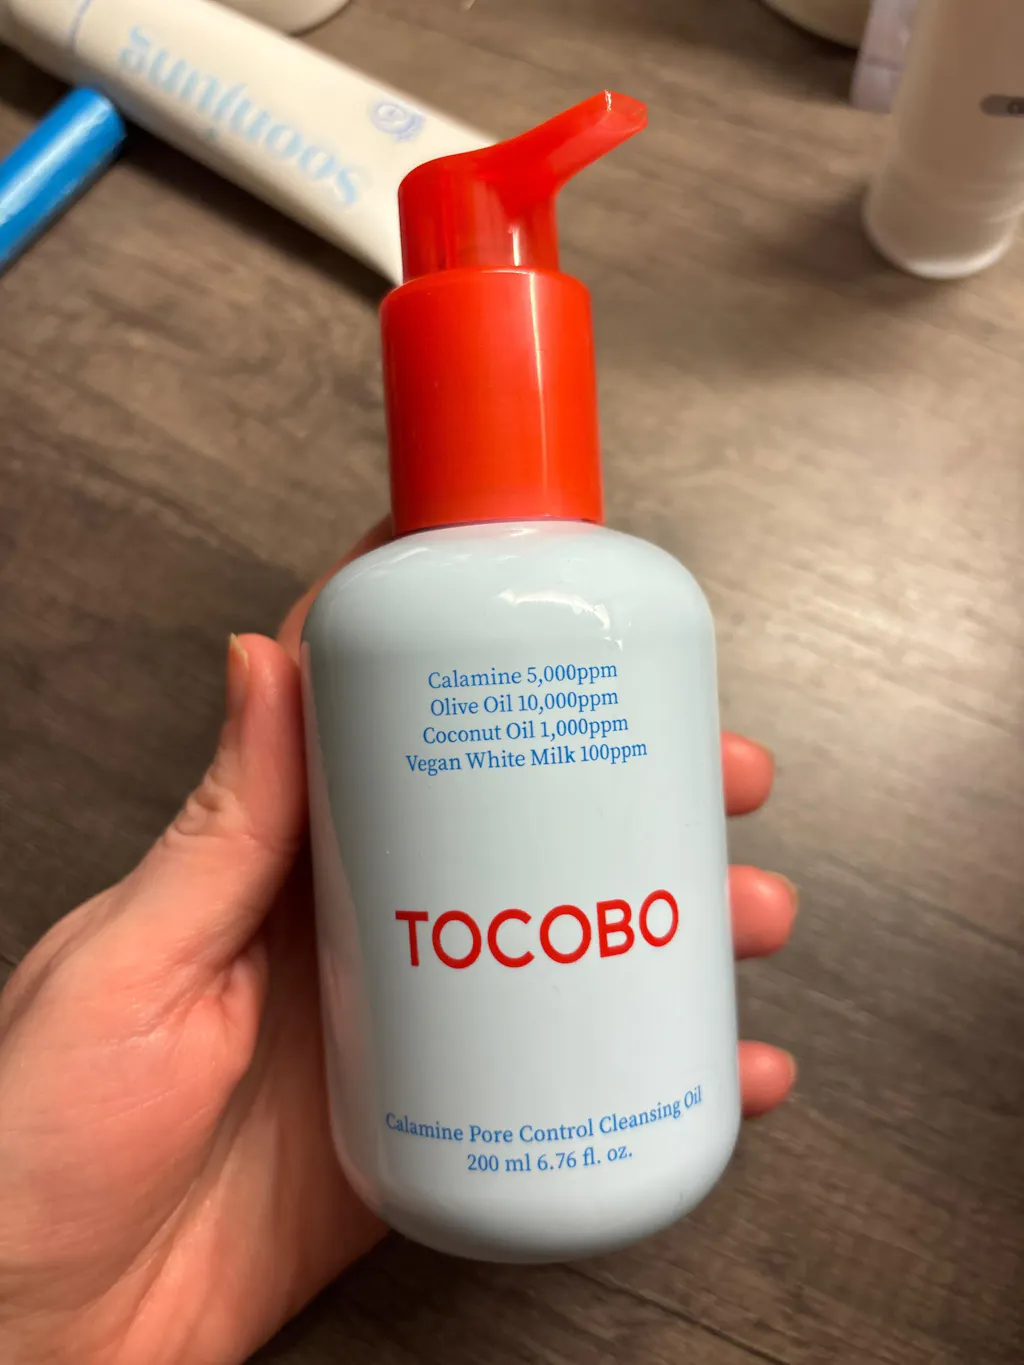 Soonjung
Calamine 5,000ppm
Olive Oil 10,000ppm
Coconut Oil 1,000ppm
Vegan White Milk 100ppm
TOCOBO
Calamine Pore Control Cleansing Oil
200 ml 6.76 fl. oz.